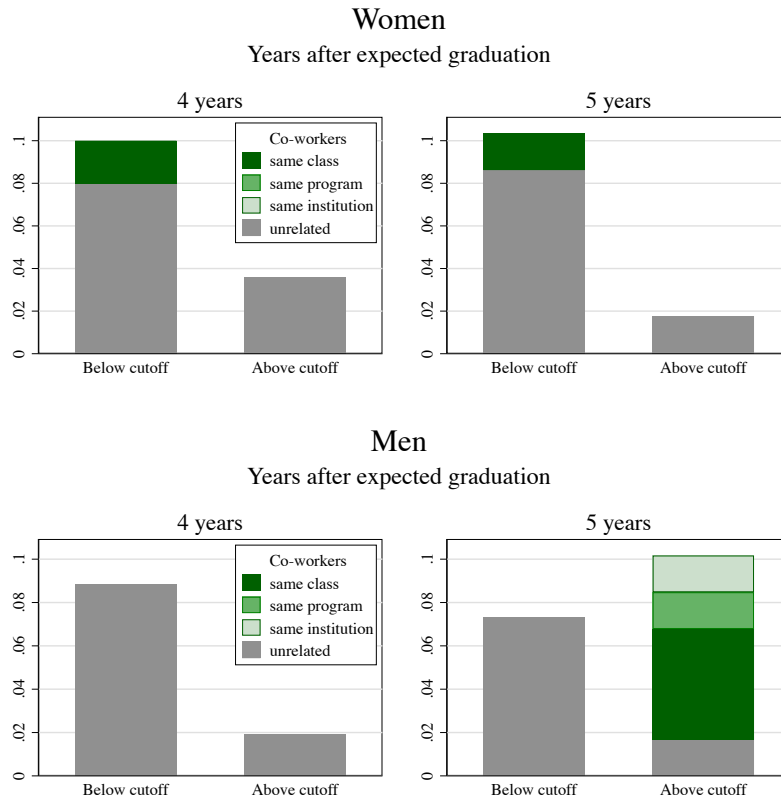 Women
Years after expected graduation
4 years
5 years
.1
.08
.06
.04
.02
0
Co-workers
same class
same program
same institution
unrelated
Below cutoff
Above cutoff
.1
.08
.06
.04
.02
0
Below cutoff
Above cutoff
Men
Years after expected graduation
4 years
5 years
.1
.08
.06
.04
.02
0
Co-workers
same class
same program
same institution
unrelated
Below cutoff
Above cutoff
.1
.08
.06
.04
.02
0
Below cutoff
Above cutoff